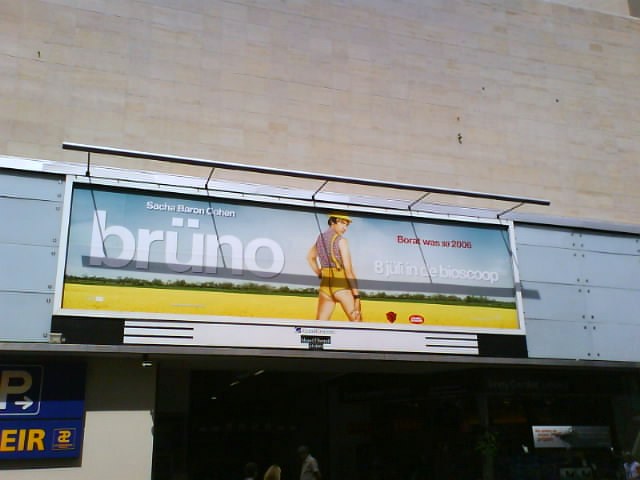 Sacha Baron Cohen
brüno
Borat was so 2006
8 juli in de bioscoop
P
EIR